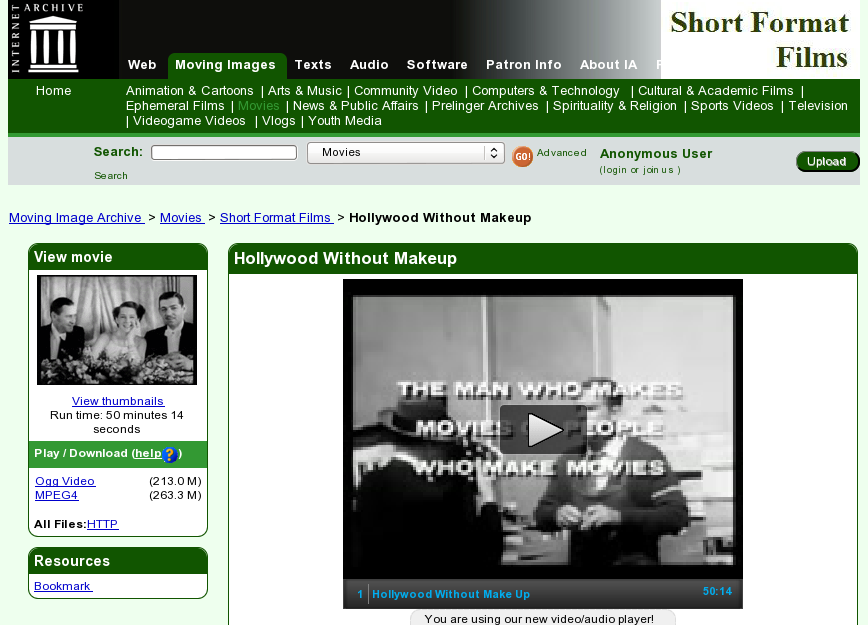 INTERNET ARCHIVE
Short Format
Films
Web Moving Images Texts Audio Software Patron Info About IA F
Home
Animation & Cartoons | Arts & Music | Community Video | Computers & Technology | Cultural & Academic Films |
Ephemeral Films | Movies | News & Public Affairs | Prelinger Archives | Spirituality & Religion | Sports Videos | Television
| Videogame Videos | Vlogs | Youth Media
Search: Movies GO! Advanced
Search
Anonymous User
(login or join us )
Upload
Moving Image Archive > Movies > Short Format Films > Hollywood Without Makeup
View movie
View thumbnails
Run time: 50 minutes 14
seconds
Play / Download (help?)
Ogg Video (213.0 M)
MPEG4 (263.3 M)
All Files:HTTP
Resources
Bookmark
Hollywood Without Makeup
THE MAN WHO MAKES
MOVIES OF PEOPLE
WHO MAKE MOVIES
1 Hollywood Without Make Up 50:14
You are using our new video/audio player!